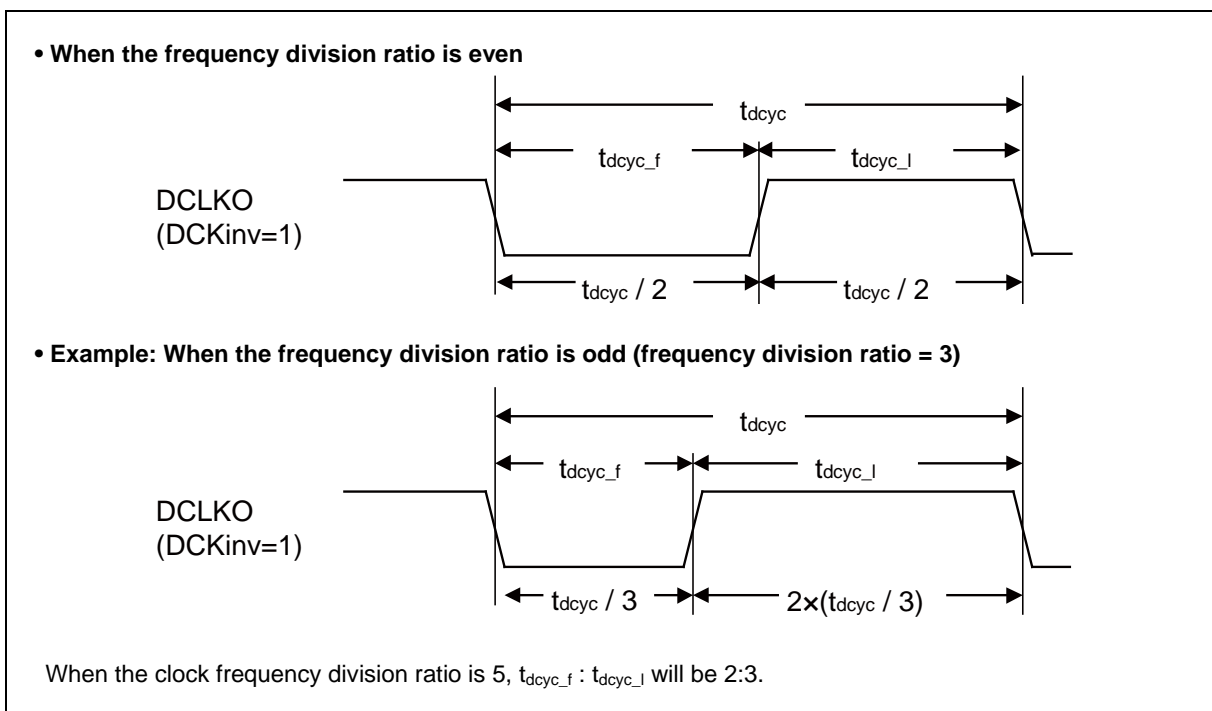 • When the frequency division ratio is even
tdcyc
tdcyc_f tdcyc_l
DCLKO
(DCKinv=1)
tdcyc / 2 tdcyc / 2
• Example: When the frequency division ratio is odd (frequency division ratio = 3)
tdcyc
tdcyc_f tdcyc_l
DCLKO
(DCKinv=1)
tdcyc / 3 2×(tdcyc / 3)
When the clock frequency division ratio is 5, tdcyc_f : tdcyc_l will be 2:3.